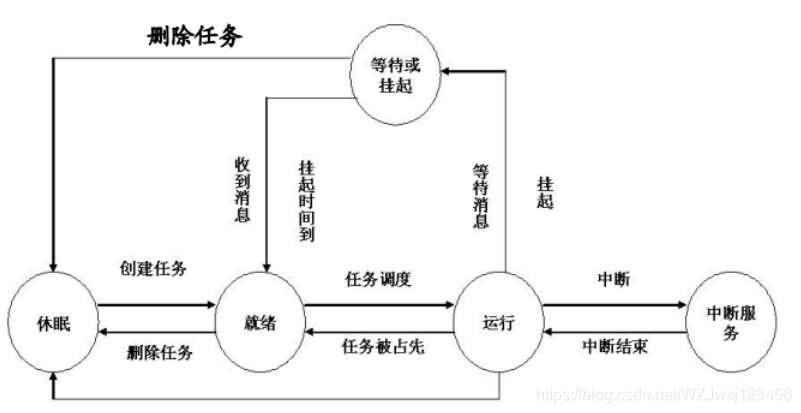 删除任务
等待或
挂起
收到消息
挂起时间到
等待消息
挂起
创建任务
任务调度
中断
休眠
就绪
运行
中断服
务
删除任务
任务被占先
中断结束
https://blog.csdn.net/WZJwzj123456